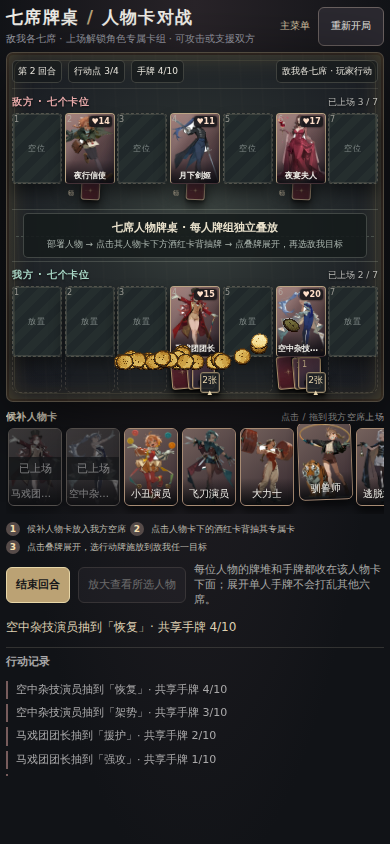 七席牌桌 / 人物卡对战
敌我各七席 · 上场解锁角色专属卡组 · 可攻击或支援双方
主菜单
重新开局
第 2 回合
行动点 3/4
手牌 4/10
敌我各七席 · 玩家行动
敌方 · 七个卡位
已上场 3 / 7
1
空位
♥14
夜行信使
3
空位
♥11
月下剑姬
5
空位
♥17
夜宴夫人
7
空位
七席人物牌桌 · 每人牌组独立叠放
部署人物 → 点击其人物卡下方酒红卡背抽牌 → 点击叠牌展开，再选敌我目标
我方 · 七个卡位
已上场 2 / 7
1
放置
2
放置
3
放置
♥15
团长
2张
5
放置
6
♥20
空中杂技…
1
2张
7
放置
候补人物卡
点击 / 拖到我方空席上场
已上场
马戏团…
已上场
空中杂…
小丑演员
飞刀演员
大力士
驯兽师
逃脱
1 候补人物卡放入我方空席
2 点击人物卡下的酒红卡背抽其专属卡
3 点击叠牌展开，选行动牌施放到任一目标
结束回合
放大查看所选人物
每位人物的牌堆和手牌都收在该人物卡
下面；展开单人手牌不会打乱其他六
席。
空中杂技演员抽到「恢复」· 共享手牌 4/10
行动记录
空中杂技演员抽到「恢复」· 共享手牌 4/10
空中杂技演员抽到「架势」· 共享手牌 3/10
马戏团团长抽到「援护」· 共享手牌 2/10
马戏团团长抽到「强攻」· 共享手牌 1/10